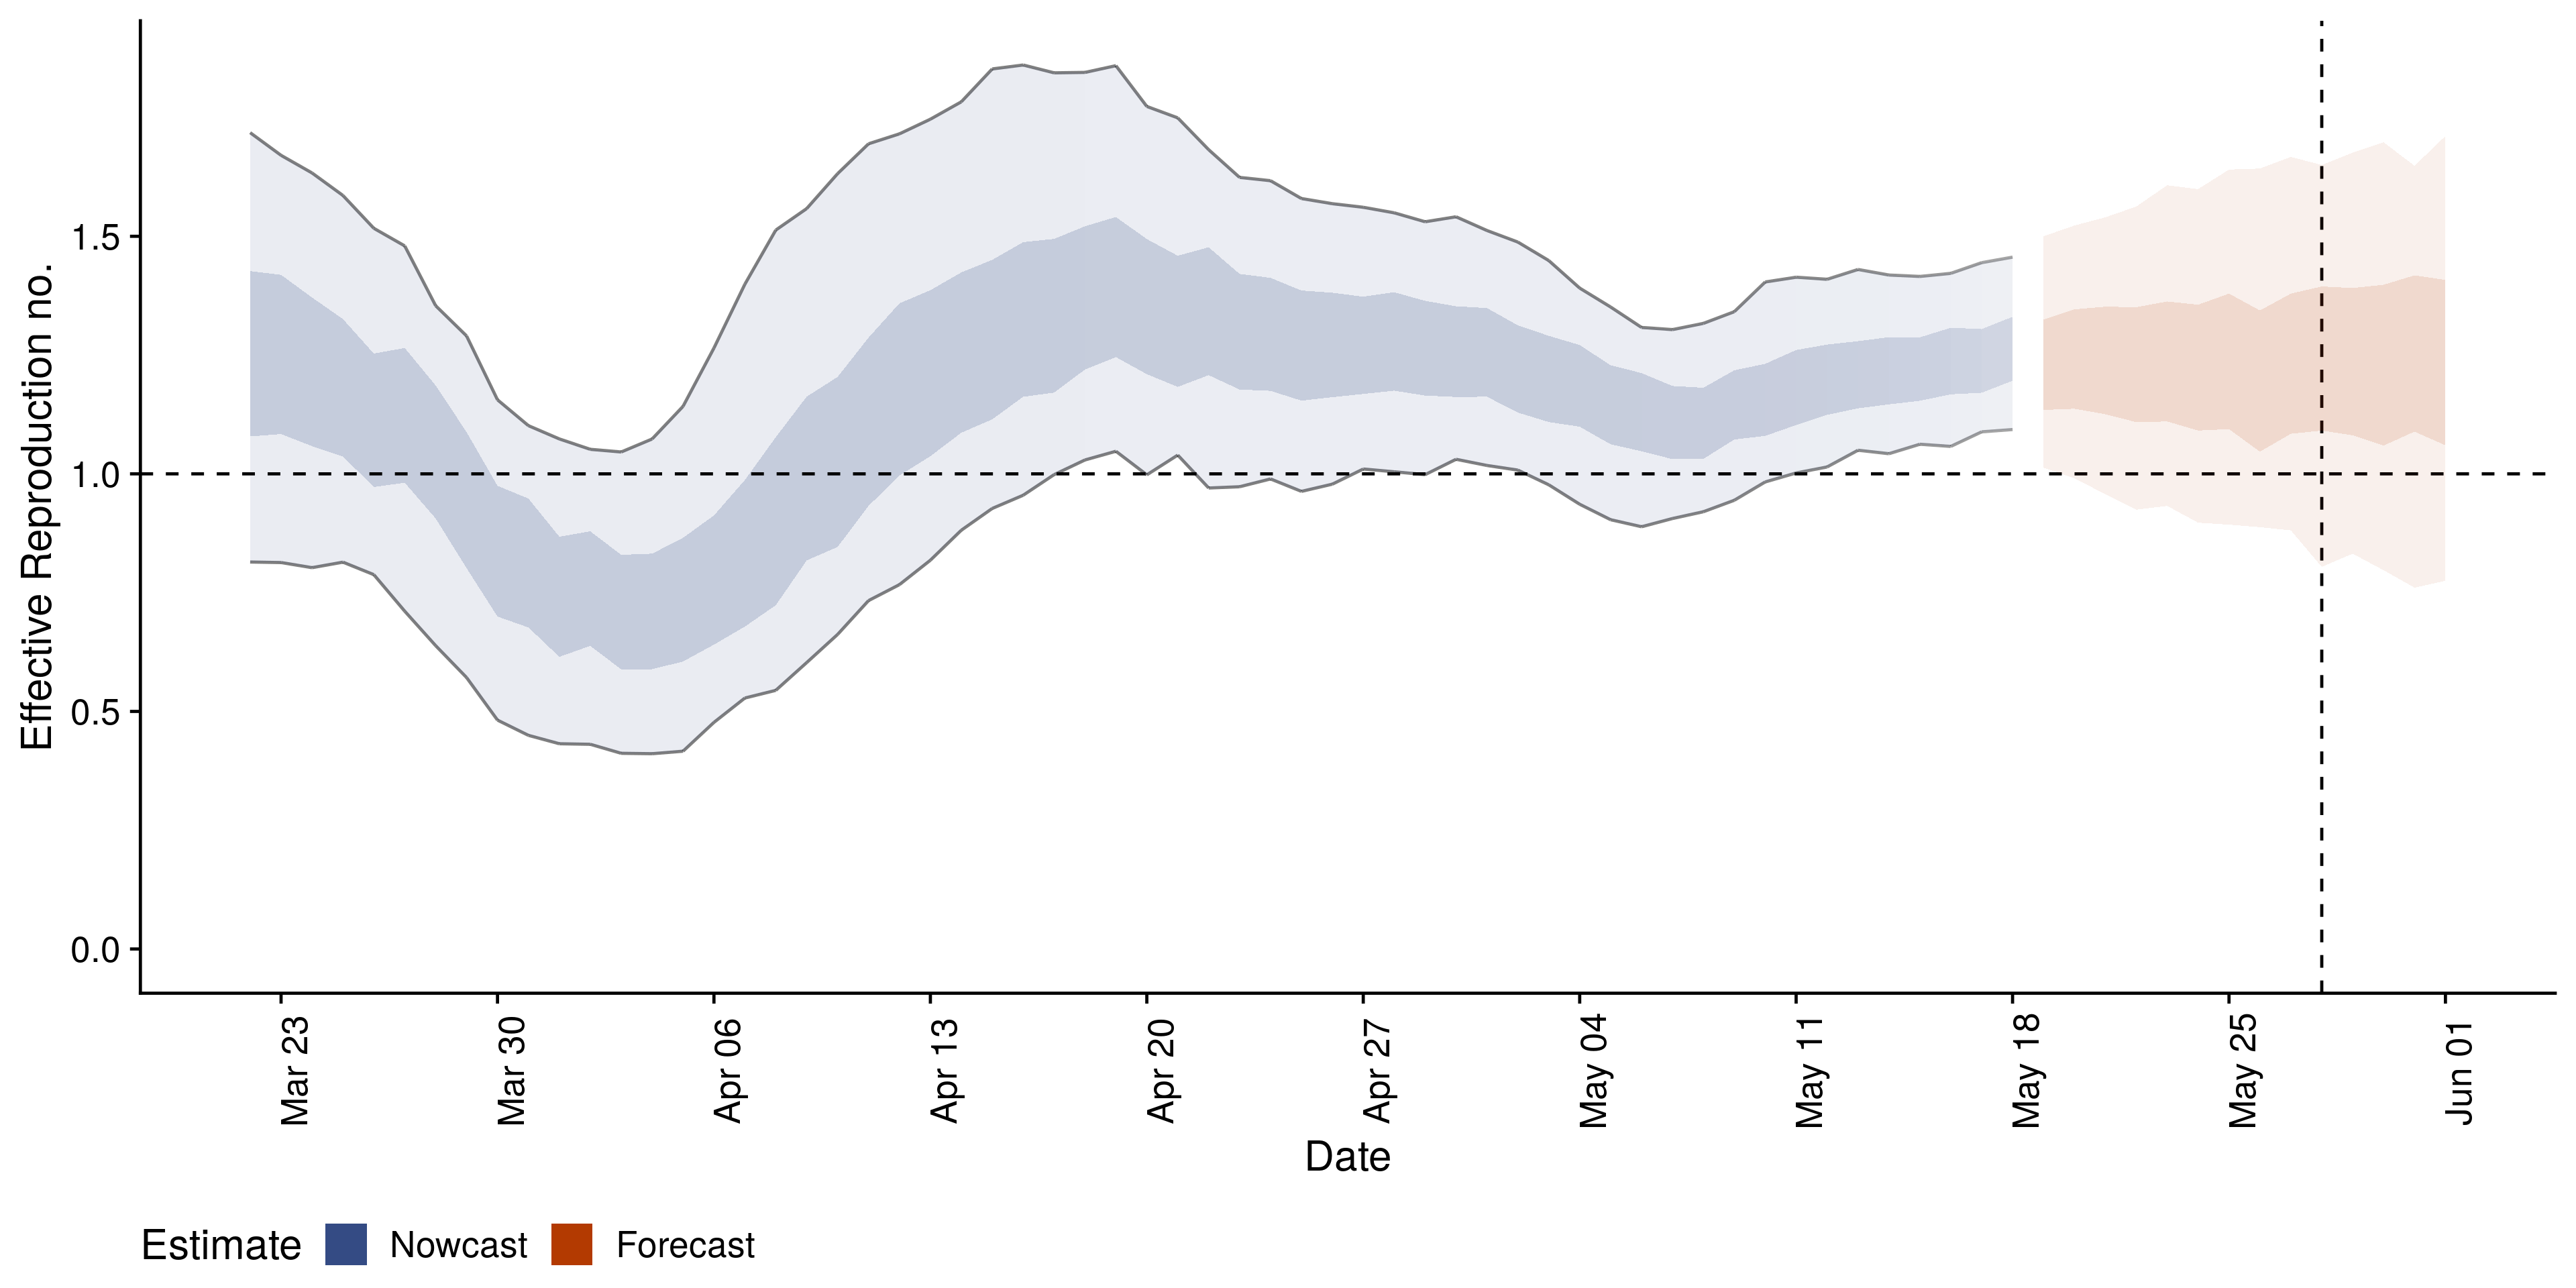 Effective Reproduction no.
1.5
1.0
0.5
0.0
Mar 23
Mar 30
Apr 06
Apr 13
Apr 20
Apr 27
May 04
May 11
May 18
May 25
Jun 01
Date
Estimate Nowcast Forecast